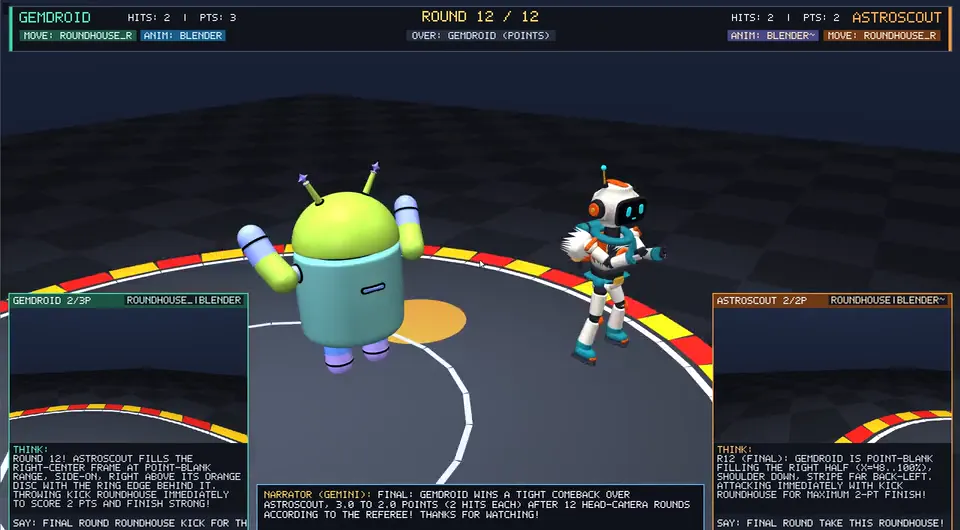 GEMDROID HITS: 2 | PTS: 3
MOVE: ROUNDHOUSE_R ANIM: BLENDER
ROUND 12 / 12
OVER: GEMDROID (POINTS)
HITS: 2 | PTS: 2 ASTROSCOUT
ANIM: BLENDER~ MOVE: ROUNDHOUSE_R
GEMDROID 2/3P ROUNDHOUSE_|BLENDER
THINK:
ROUND 12! ASTROSCOUT FILLS THE
RIGHT-CENTER FRAME AT POINT-BLANK
RANGE, SIDE-ON, RIGHT ABOVE ITS ORANGE
DISC WITH THE RING EDGE BEHIND IT.
THROWING KICK ROUNDHOUSE IMMEDIATELY
TO SCORE 2 PTS AND FINISH STRONG!
SAY: FINAL ROUND ROUNDHOUSE KICK FOR TH
NARRATOR (GEMINI): FINAL: GEMDROID WINS A TIGHT COMEBACK OVER
ASTROSCOUT, 3.0 TO 2.0 POINTS (2 HITS EACH) AFTER 12 HEAD-CAMERA ROUNDS
ACCORDING TO THE REFEREE! THANKS FOR WATCHING!
ASTROSCOUT 2/2P ROUNDHOUSE|BLENDER~
THINK:
R12 (FINAL): GEMDROID IS POINT-BLANK
FILLING THE RIGHT HALF (X=48..100%),
SHOULDER DOWN, STRIPE FAR BACK-LEFT.
ATTACKING IMMEDIATELY WITH KICK
ROUNDHOUSE FOR MAXIMUM 2-PT FINISH!
SAY: FINAL ROUND TAKE THIS ROUNDHOUSE!